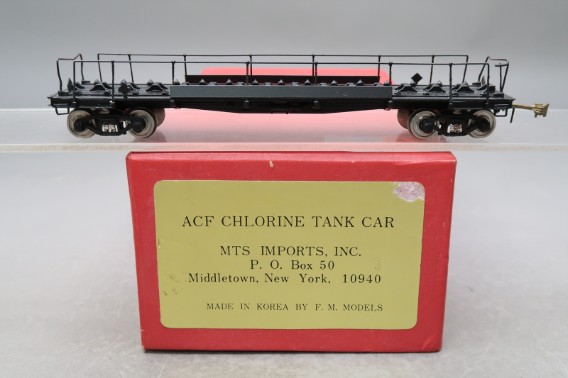 ACF CHLORINE TANK CAR
MTS IMPORTS, INC.
P. O. Box 50
Middletown, New York, 10940
MADE IN KOREA BY F. M. MODELS